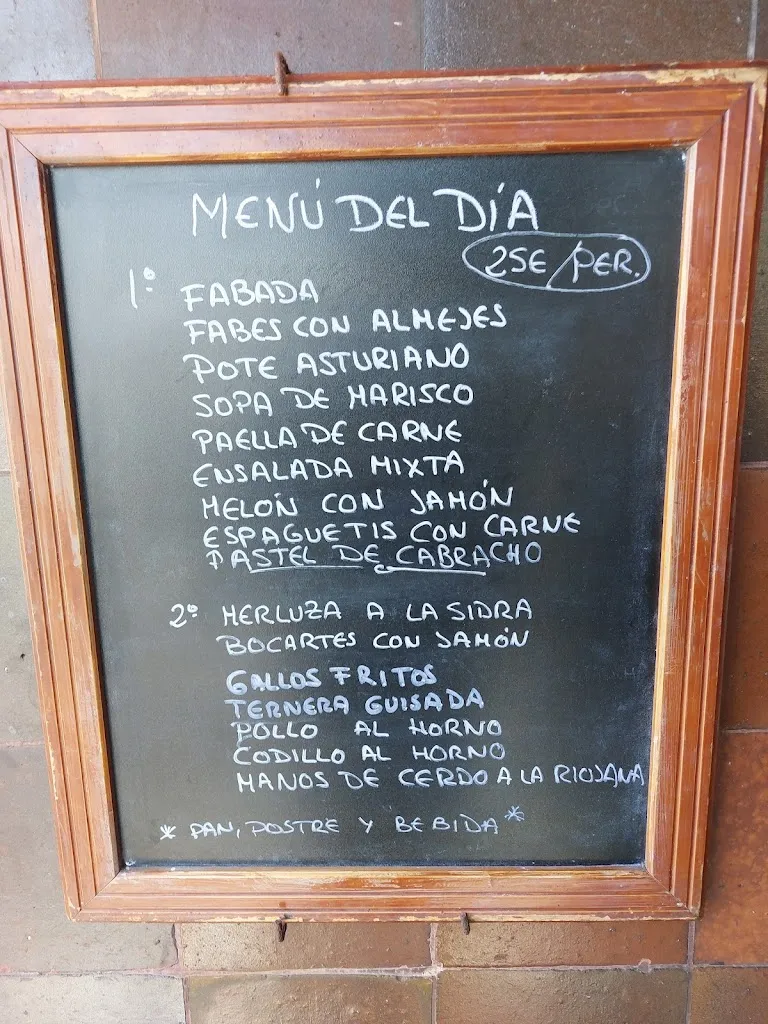 MENÚ DEL DÍA
25€/PER.
1º FABADA
FABES CON ALMEJES
POTE ASTURIANO
SOPA DE MARISCO
PAELLA DE CARNE
ENSALADA MIXTA
MELÓN CON JAMÓN
ESPAGUETIS CON CARNE
PASTEL DE CABRACHO
2º MERLUZA A LA SIDRA
BOCARTES CON JAMÓN
GALLOS FRITOS
TERNERA GUISADA
POLLO AL HORNO
CODILLO AL HORNO
MANOS DE CERDO A LA RIOJANA
* PAN, POSTRE Y BEBIDA *